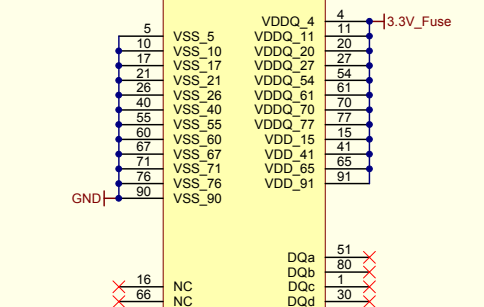 VDDQ_4 4 3.3V_Fuse
5 VSS_5 VDDQ_11 11
10 VSS_10 VDDQ_20 20
17 VSS_17 VDDQ_27 27
21 VSS_21 VDDQ_54 54
26 VSS_26 VDDQ_61 61
40 VSS_40 VDDQ_70 70
55 VSS_55 VDDQ_77 77
60 VSS_60 VDD_15 15
67 VSS_67 VDD_41 41
71 VSS_71 VDD_65 65
76 VSS_76 VDD_91 91
GND 90 VSS_90
DQa 51
DQb 80
16 NC DQc 1
66 NC DQd 30